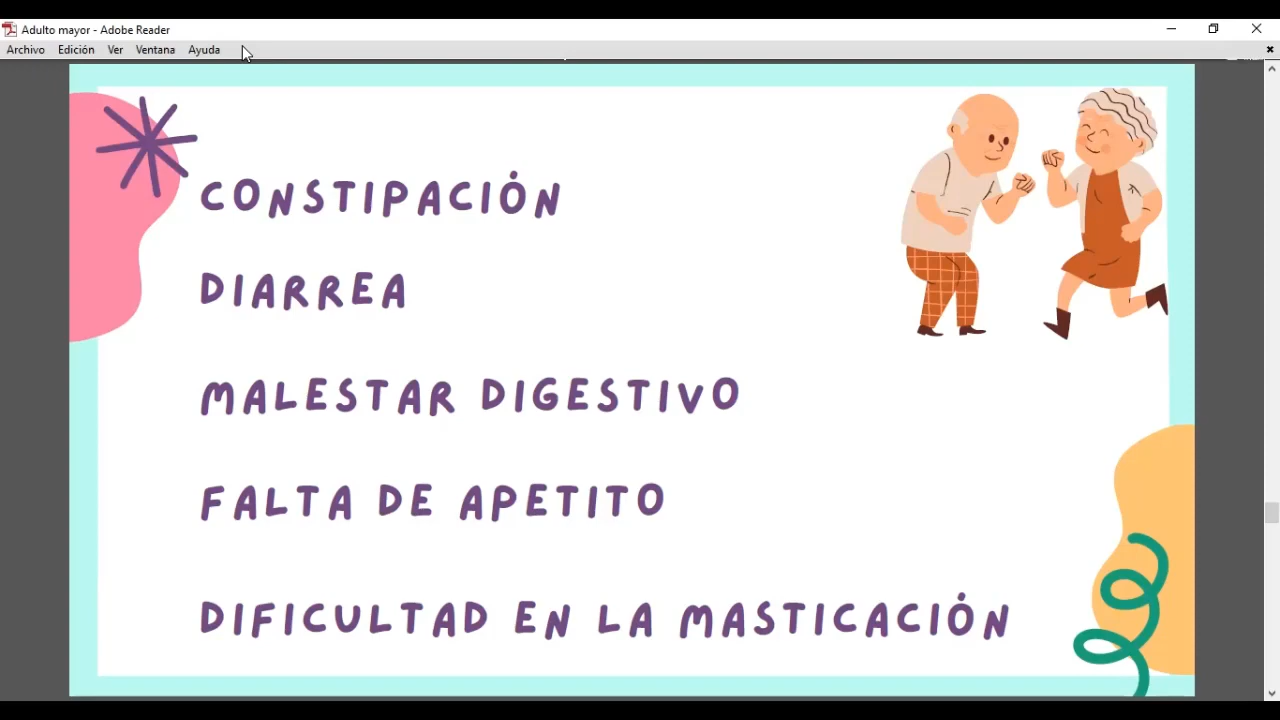 Adulto mayor - Adobe Reader
Archivo Edición Ver Ventana Ayuda
CONSTIPACIÓN
DIARREA
MALESTAR DIGESTIVO
FALTA DE APETITO
DIFICULTAD EN LA MASTICACIÓN